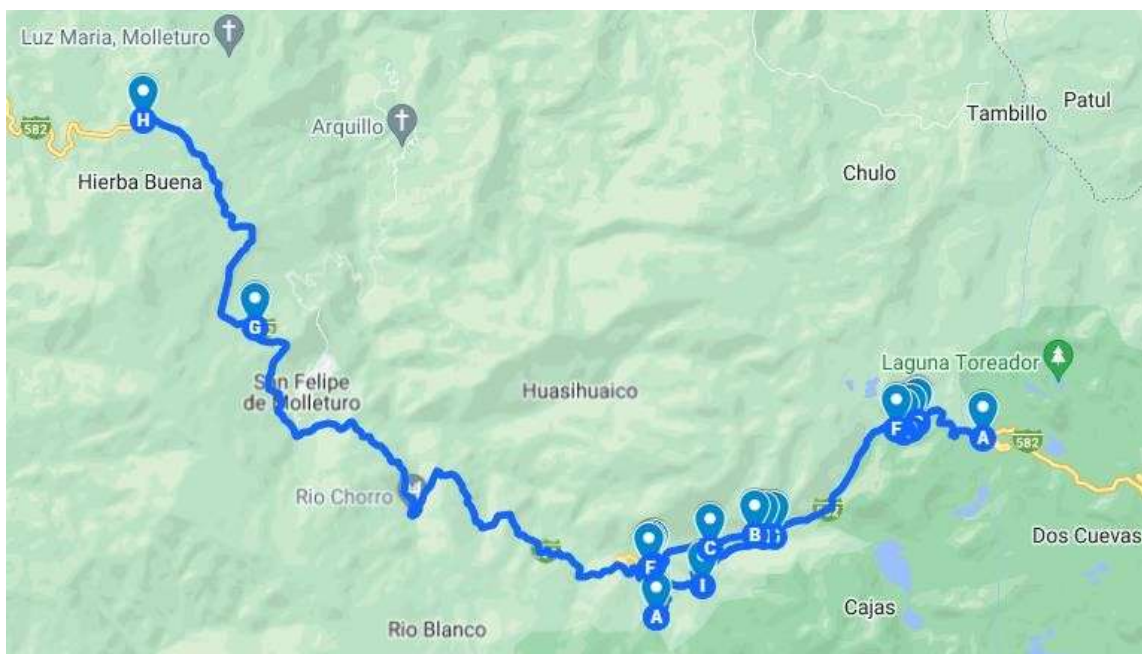 Luz Maria, Molleturo
H
582
Arquillo
Tambillo
Patul
Hierba Buena
Chulo
G
Laguna Toreador
San Felipe
de Molleturo
Huasihuaico
F
A
582
Rio Chorro
B
C
Dos Cuevas
F
I
A
Cajas
Rio Blanco